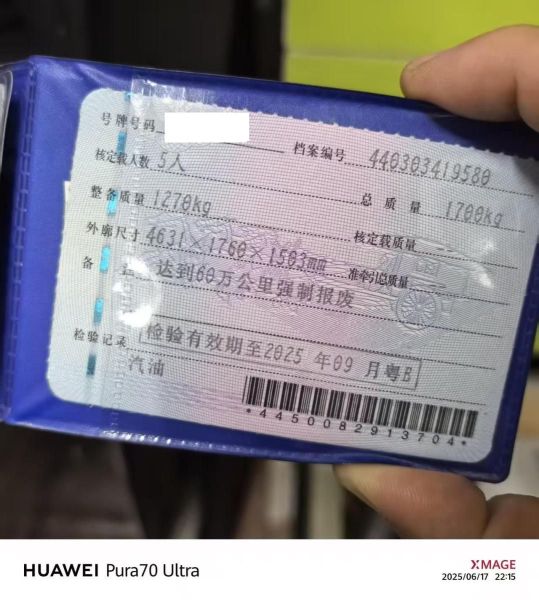 号牌号码
档案编号 440303419580
核定载人数 5人
总质量 1700kg
整备质量 1270kg
核定载质量
外廓尺寸 4631×1760×1503mm
准牵引总质量
备注 达到60万公里强制报废
检验记录 检验有效期至2025 年09 月粤B
汽油
*4450082913704*
HUAWEI Pura70 Ultra
XMAGE
2025/06/17 22:15